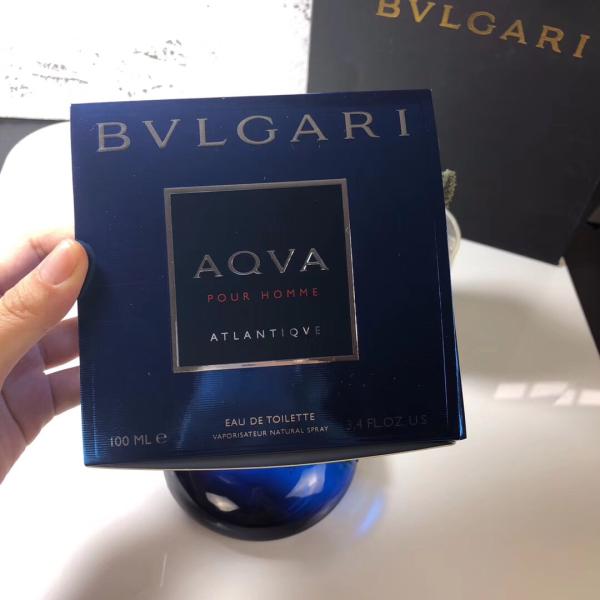 BVLGARI
BVLGARI
AQVA
POUR HOMME
ATLANTIQVE
EAU DE TOILETTE
VAPORISATEUR NATURAL SPRAY
100 ML e
3,4 FL.OZ. US